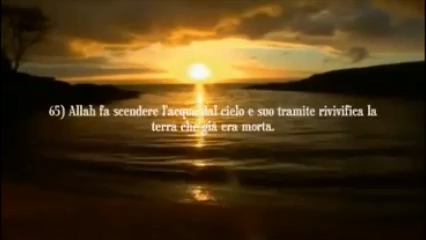 65) Allah fa scendere l'acqua dal cielo e suo tramite rivivifica la
terra che già era morta.